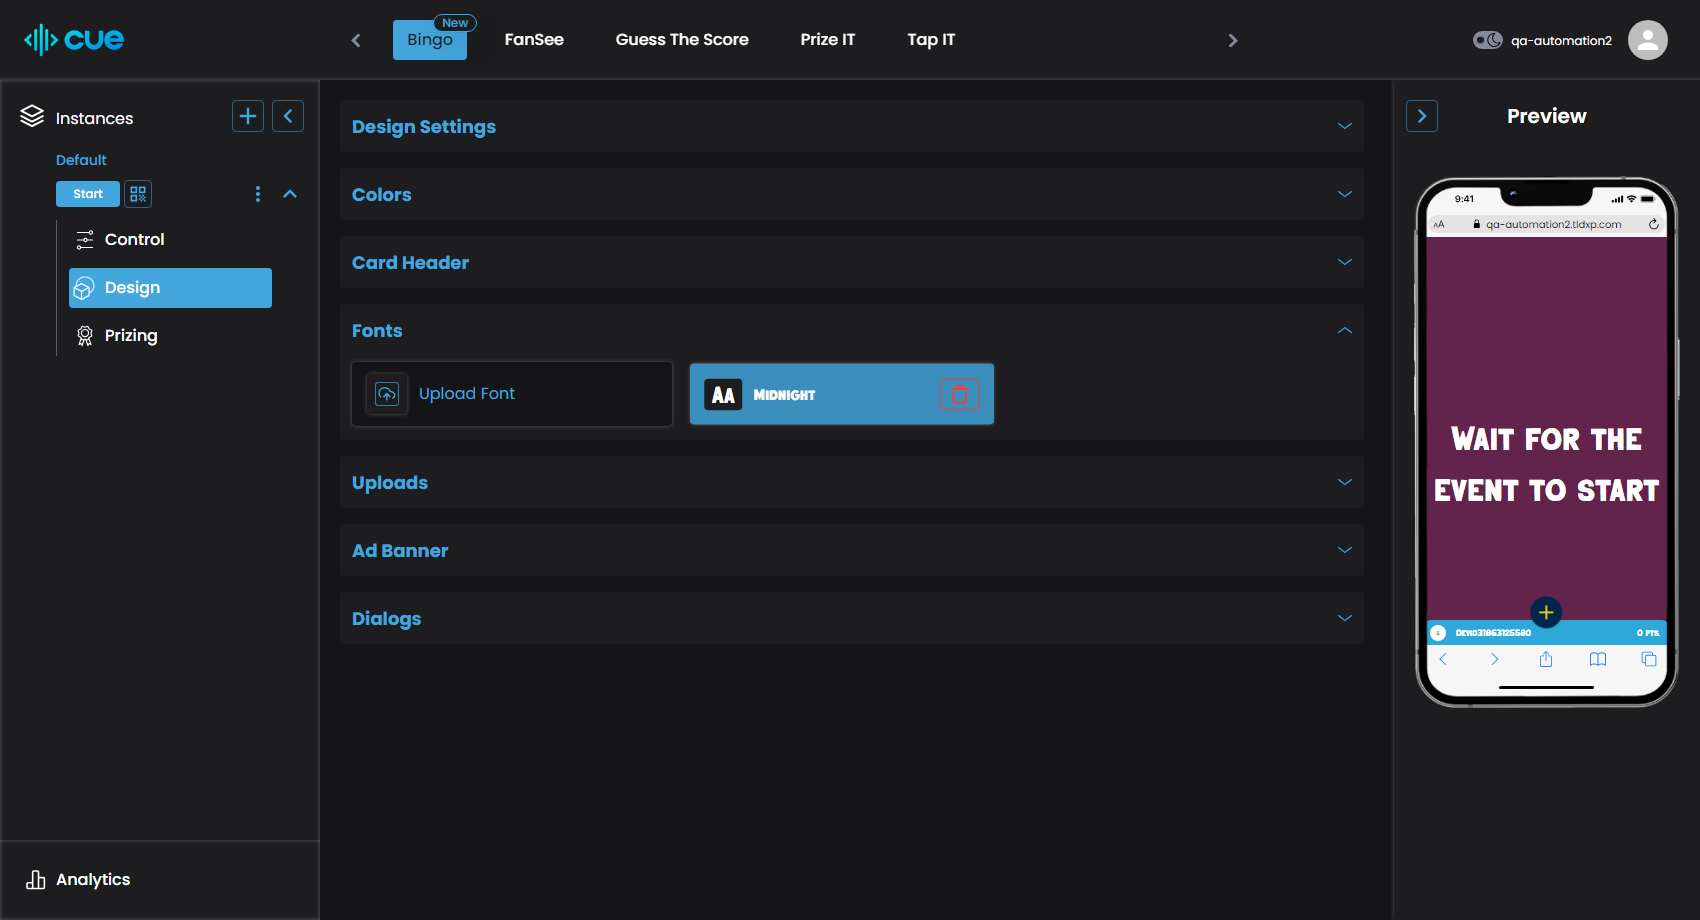 cue
Bingo
New
FanSee
Guess The Score
Prize IT
Tap IT
qa-automation2
Instances
Default
Start
Control
Design
Prizing
Analytics
Design Settings
Colors
Card Header
Fonts
Upload Font
AA
Midnight
Uploads
Ad Banner
Dialogs
Preview
9:41
AA
qa-automation2.tldxp.com
Wait for the
event to start
Devid31863125580
0 pts.